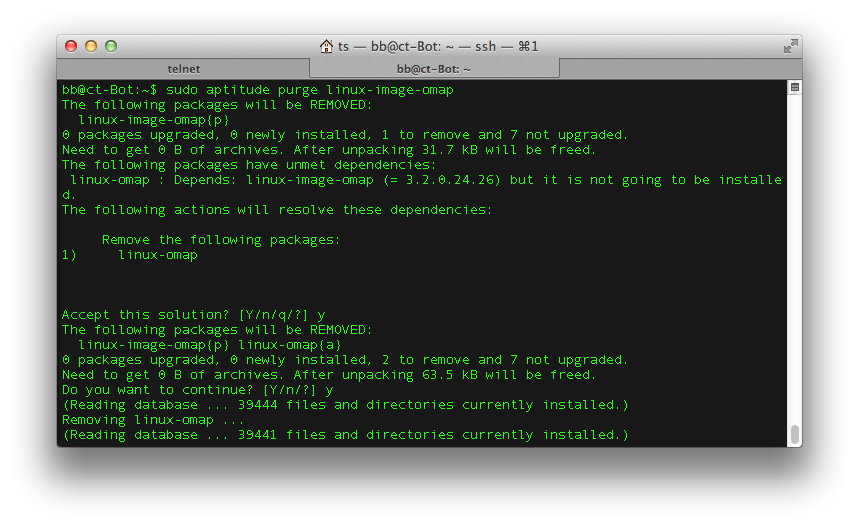 ts — bb@ct-Bot: ~ — ssh — ⌘1
telnet
bb@ct-Bot: ~
bb@ct-Bot:~$ sudo aptitude purge linux-image-omap
The following packages will be REMOVED:
  linux-image-omap{p}
0 packages upgraded, 0 newly installed, 1 to remove and 7 not upgraded.
Need to get 0 B of archives. After unpacking 31.7 kB will be freed.
The following packages have unmet dependencies:
 linux-omap : Depends: linux-image-omap (= 3.2.0.24.26) but it is not going to be installe
d.
The following actions will resolve these dependencies:
     Remove the following packages:
1)     linux-omap
Accept this solution? [Y/n/q/?] y
The following packages will be REMOVED:
  linux-image-omap{p} linux-omap{a}
0 packages upgraded, 0 newly installed, 2 to remove and 7 not upgraded.
Need to get 0 B of archives. After unpacking 63.5 kB will be freed.
Do you want to continue? [Y/n/?] y
(Reading database ... 39444 files and directories currently installed.)
Removing linux-omap ...
(Reading database ... 39441 files and directories currently installed.)